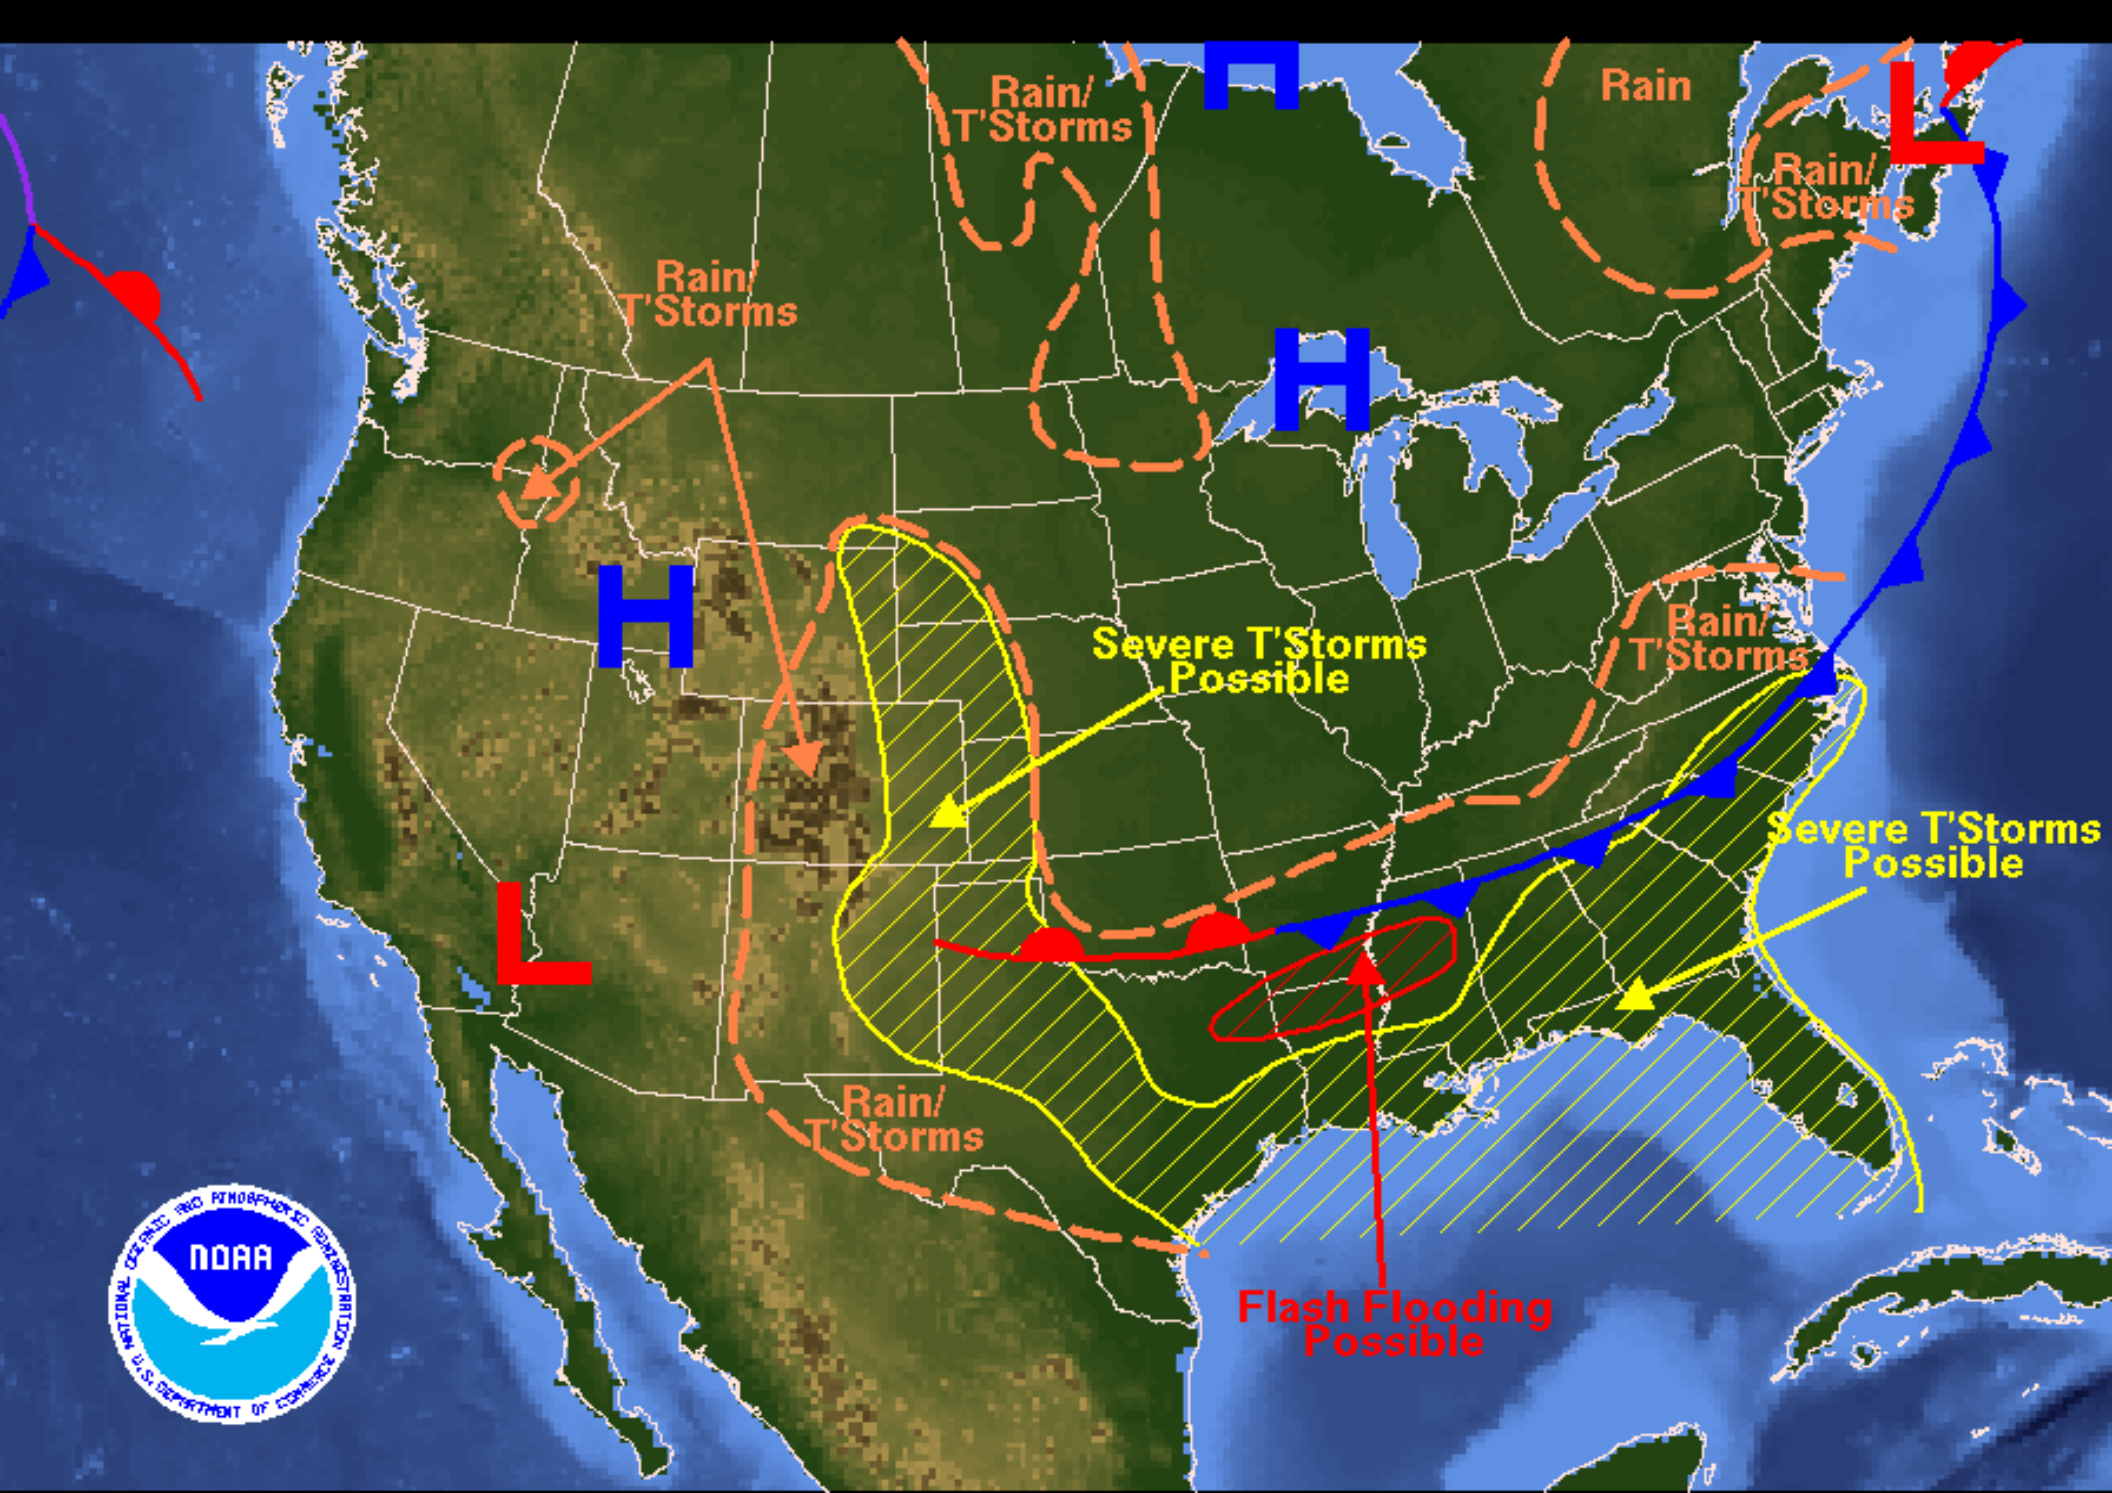 H
Rain/
T'Storms
Rain
L
Rain/
T'Storms
Rain/
T'Storms
H
H
Severe T'Storms
Possible
Rain/
T'Storms
Severe T'Storms
Possible
L
Rain/
T'Storms
Flash Flooding
Possible
NATIONAL OCEANIC AND ATMOSPHERIC ADMINISTRATION
NOAA
U.S. DEPARTMENT OF COMMERCE